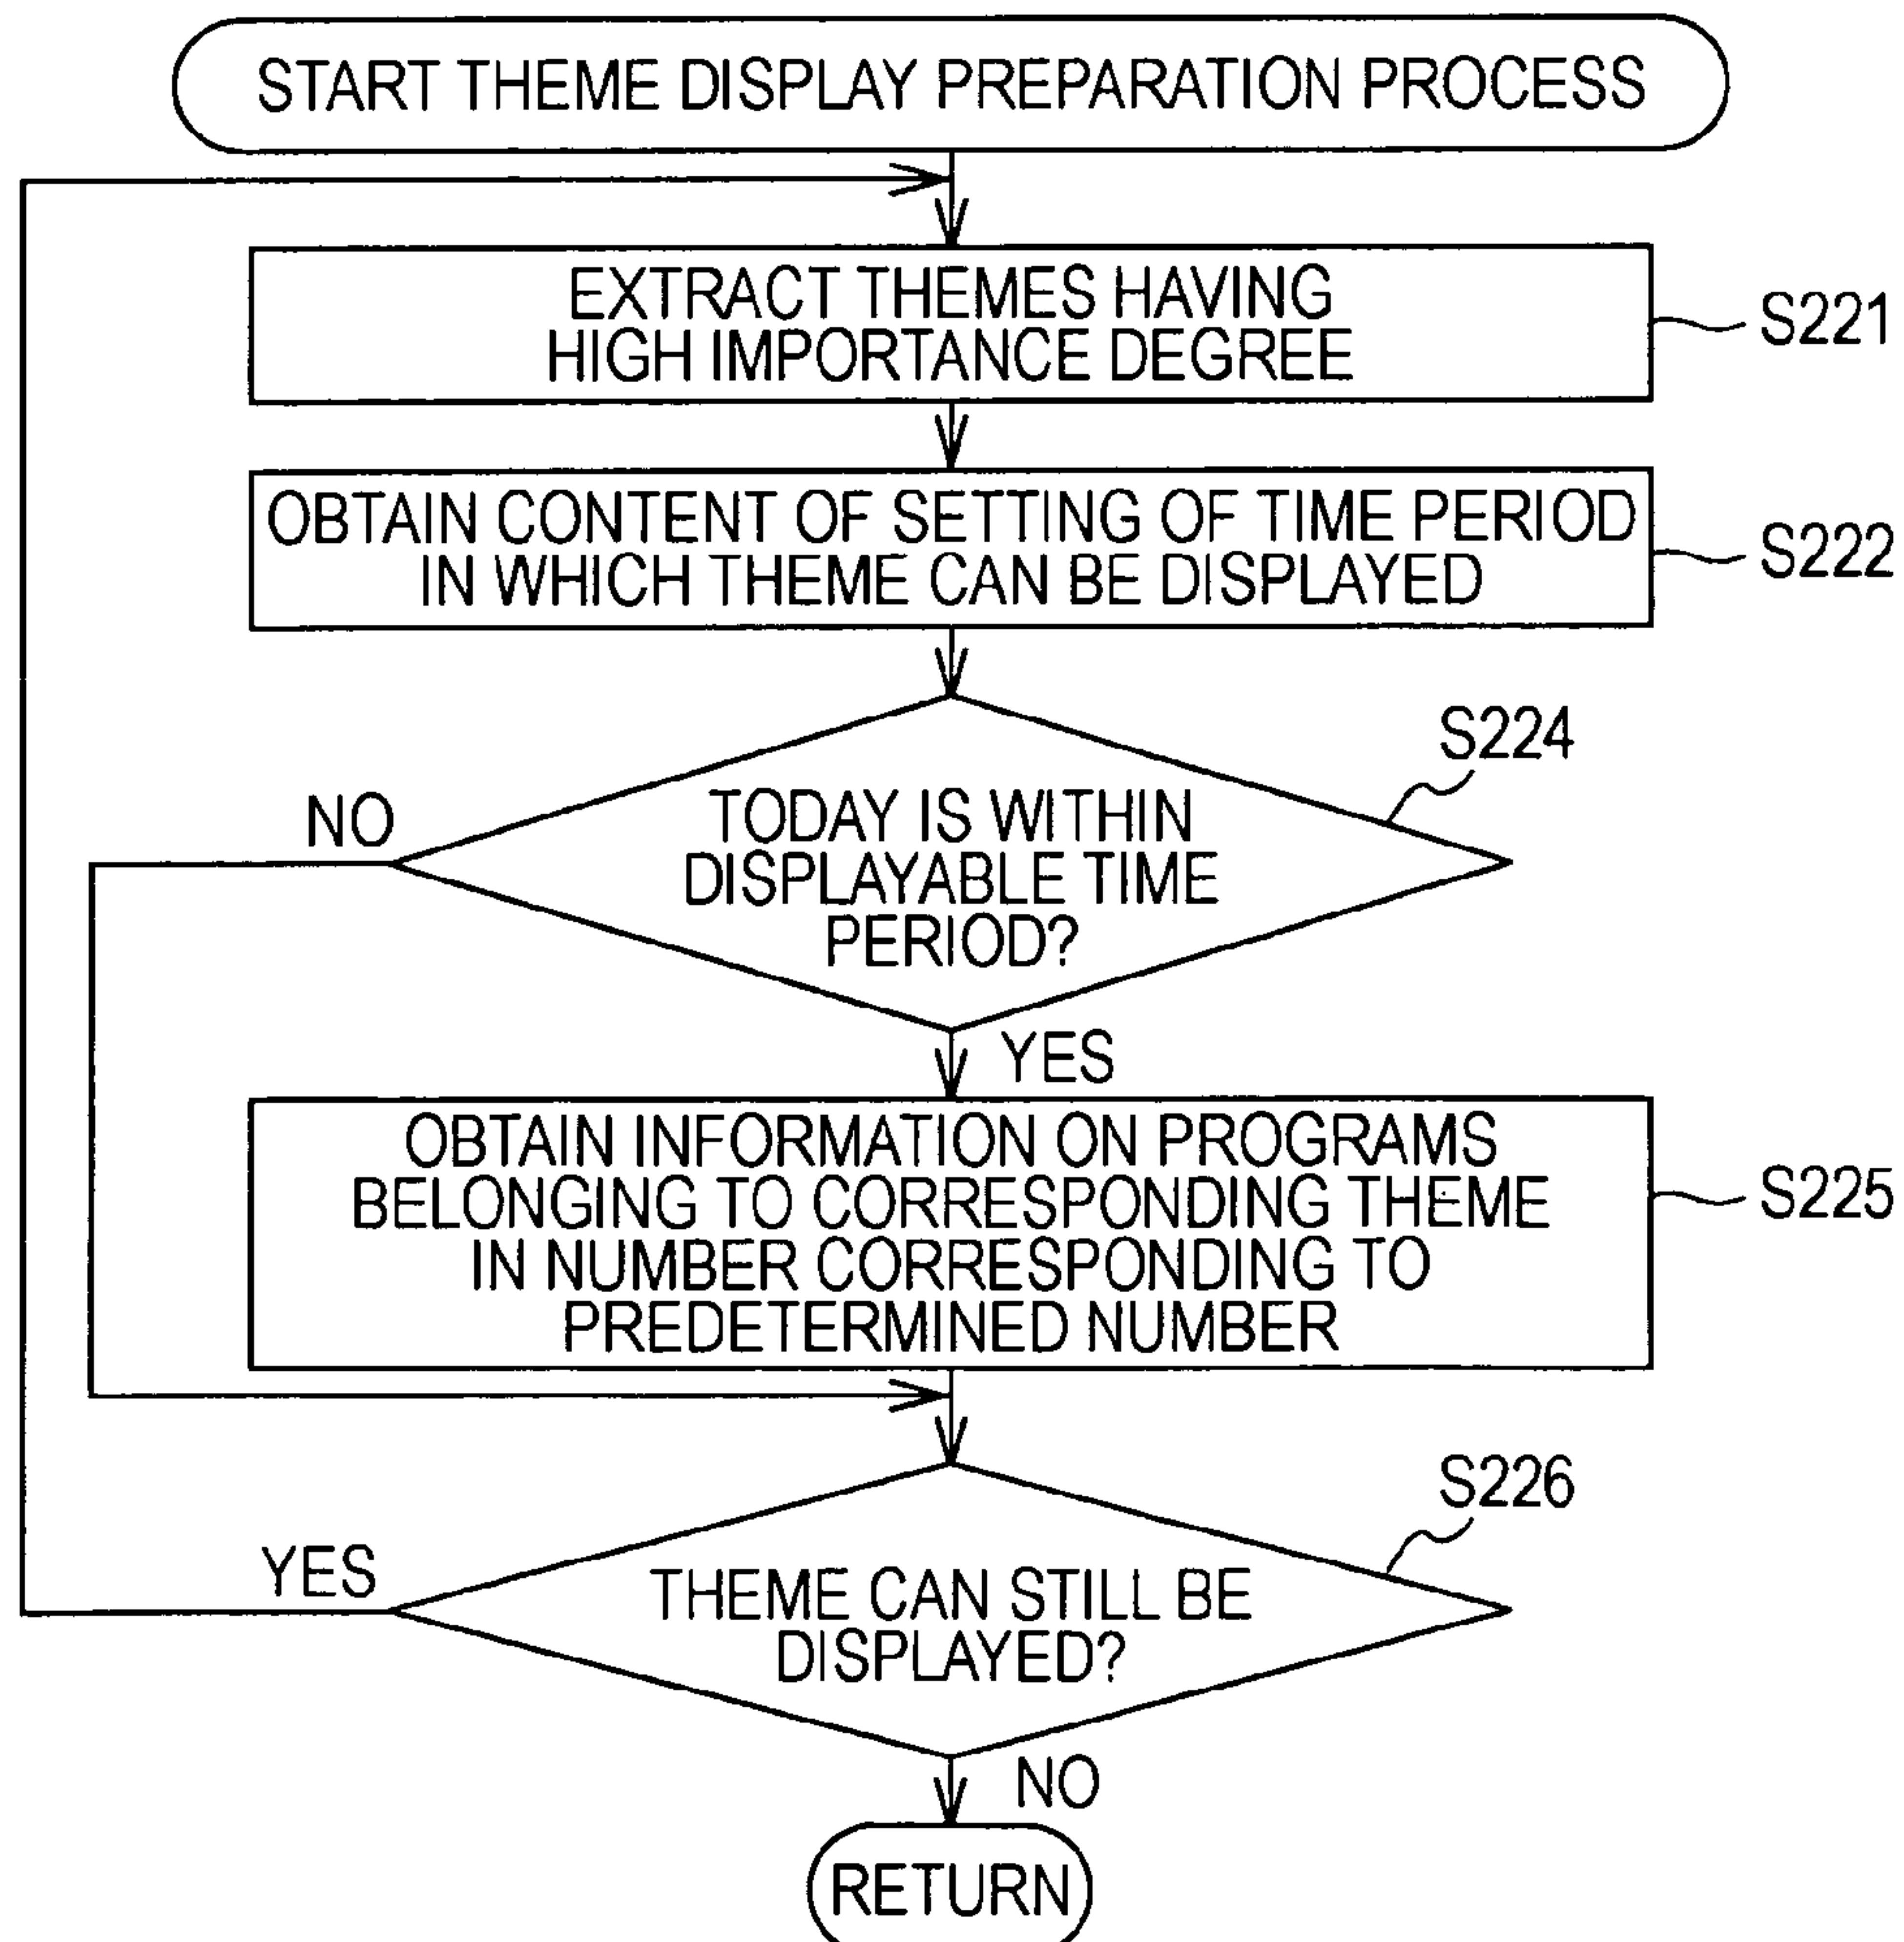 START THEME DISPLAY PREPARATION PROCESS
EXTRACT THEMES HAVING
HIGH IMPORTANCE DEGREE
S221
OBTAIN CONTENT OF SETTING OF TIME PERIOD
IN WHICH THEME CAN BE DISPLAYED
S222
S224
NO
TODAY IS WITHIN
DISPLAYABLE TIME
PERIOD?
YES
OBTAIN INFORMATION ON PROGRAMS
BELONGING TO CORRESPONDING THEME
IN NUMBER CORRESPONDING TO
PREDETERMINED NUMBER
S225
S226
YES
THEME CAN STILL BE
DISPLAYED?
NO
RETURN